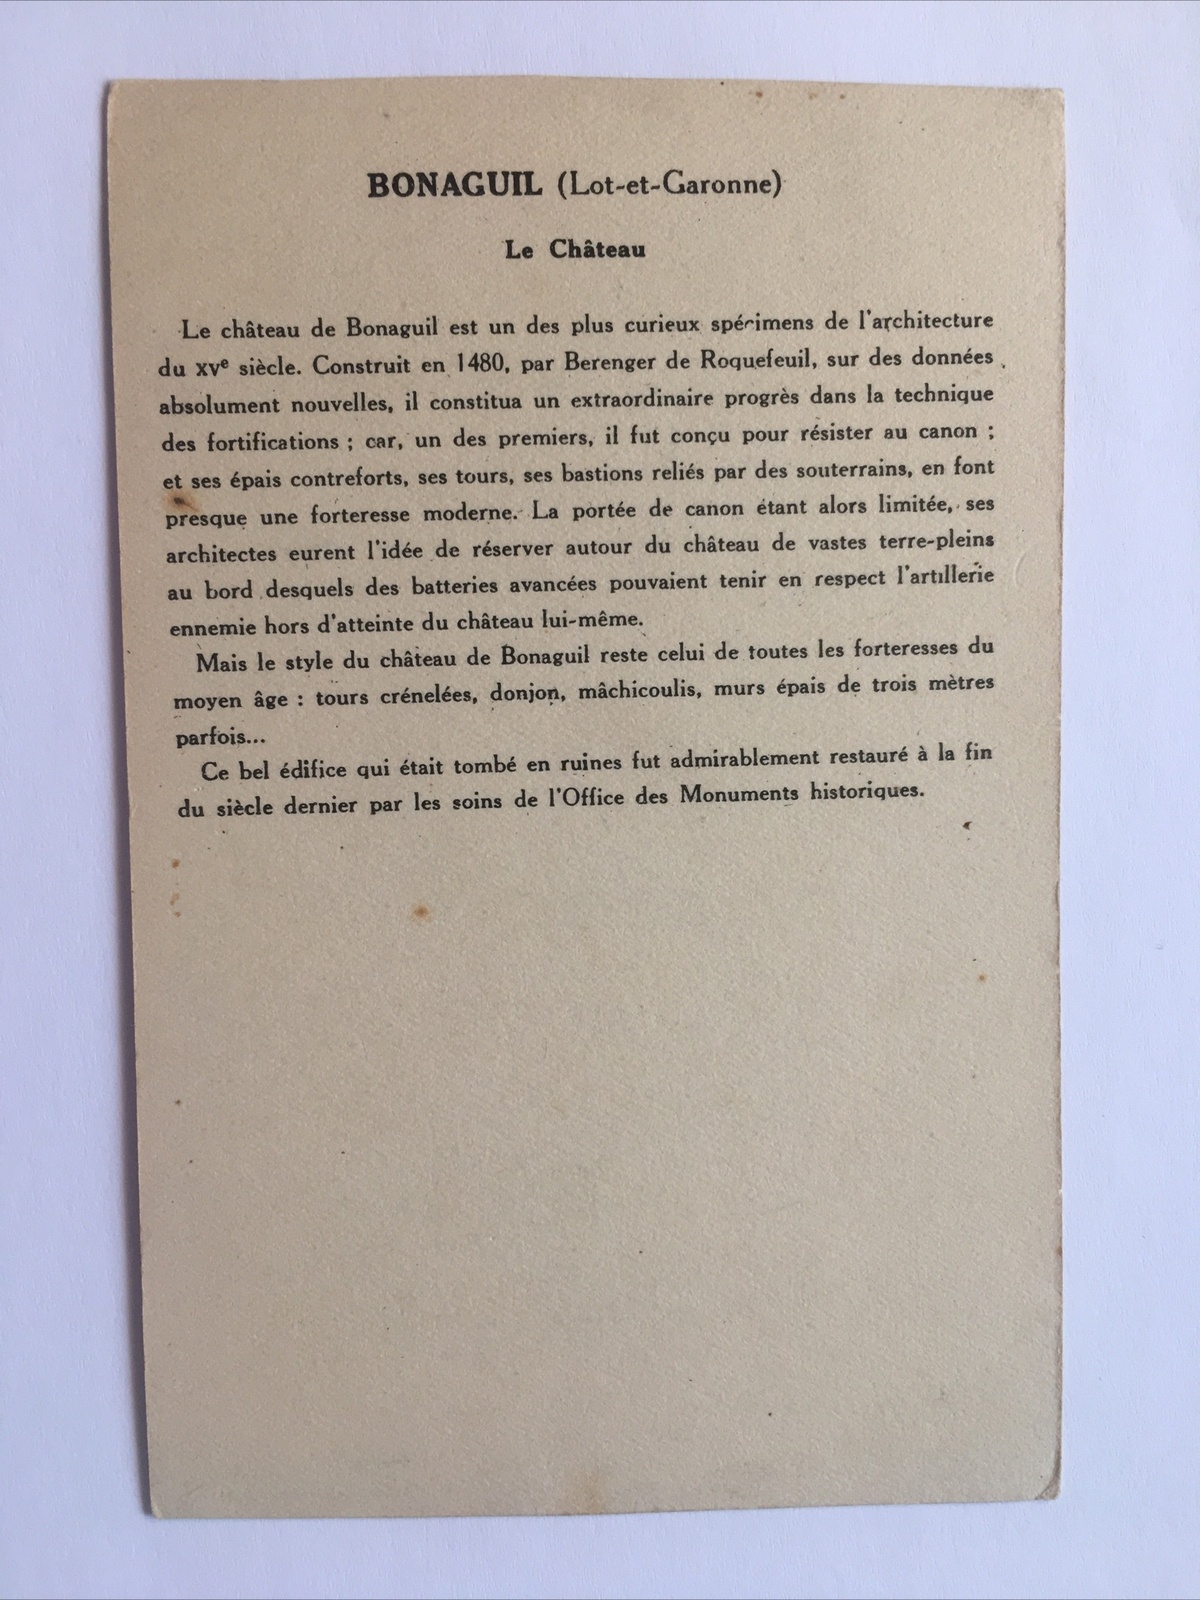 BONAGUIL (Lot-et-Garonne)
Le Château
Le château de Bonaguil est un des plus curieux spécimens de l'architecture
du XVe siècle. Construit en 1480, par Berenger de Roquefeuil, sur des données
absolument nouvelles, il constitua un extraordinaire progrès dans la technique
des fortifications ; car, un des premiers, il fut conçu pour résister au canon ;
et ses épais contreforts, ses tours, ses bastions reliés par des souterrains, en font
presque une forteresse moderne. La portée de canon étant alors limitée, ses
architectes eurent l'idée de réserver autour du château de vastes terre-pleins
au bord desquels des batteries avancées pouvaient tenir en respect l'artillerie
ennemie hors d'atteinte du château lui-même.
Mais le style du château de Bonaguil reste celui de toutes les forteresses du
moyen âge : tours crénelées, donjon, mâchicoulis, murs épais de trois mètres
parfois...
Ce bel édifice qui était tombé en ruines fut admirablement restauré à la fin
du siècle dernier par les soins de l'Office des Monuments historiques.